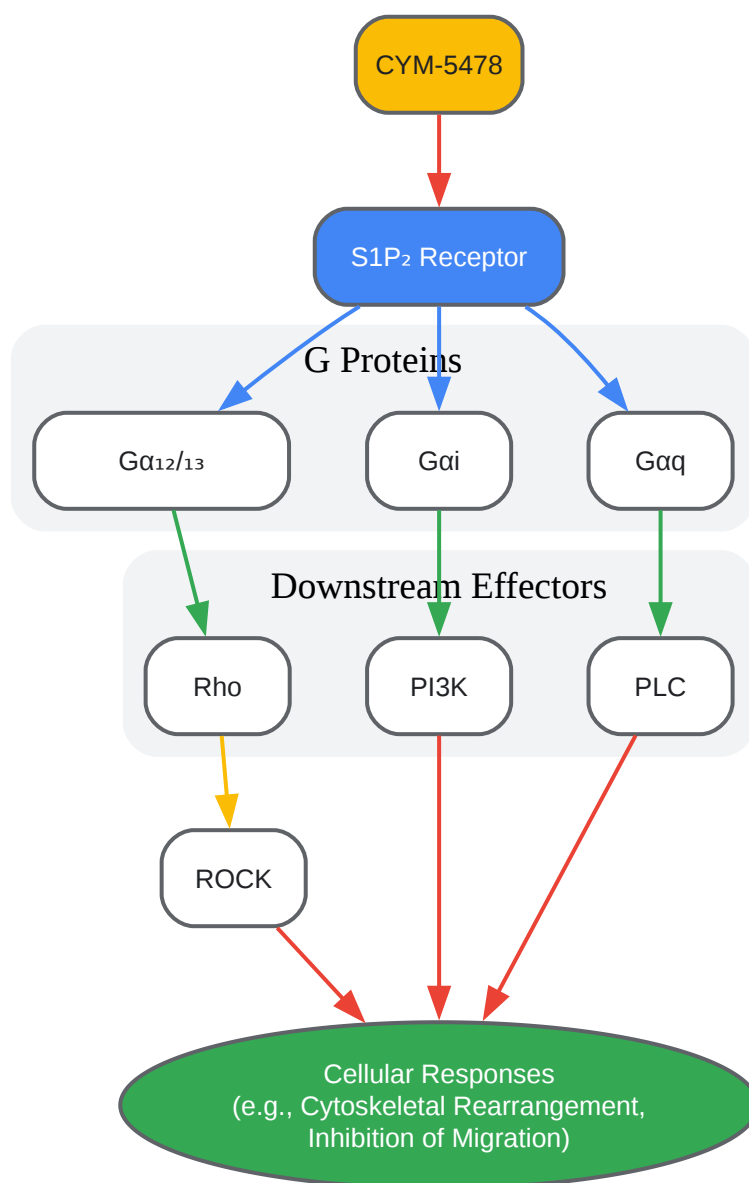 CYM-5478
S1P₂ Receptor
G Proteins
Gα₁₂/₁₃
Gαi
Gαq
Downstream Effectors
Rho
PI3K
PLC
ROCK
Cellular Responses
(e.g., Cytoskeletal Rearrangement,
Inhibition of Migration)